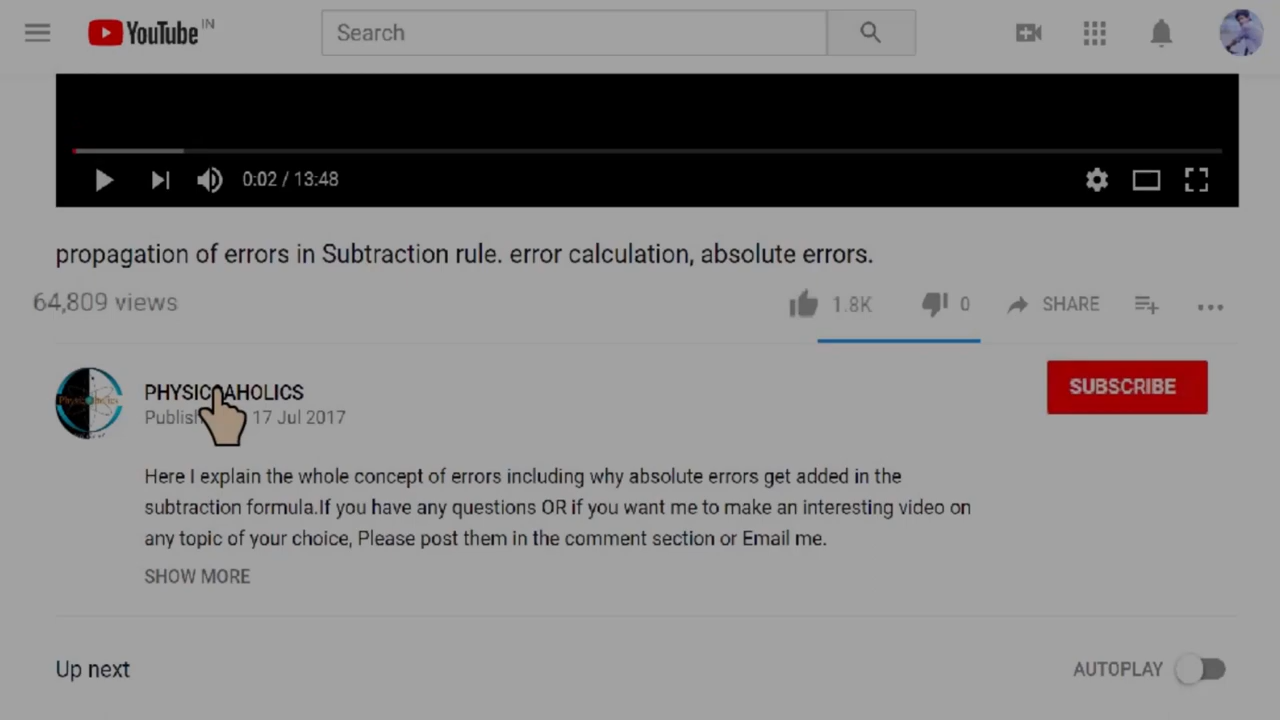 YouTube IN
Search
0:02 / 13:48
propagation of errors in Subtraction rule. error calculation, absolute errors.
64,809 views
1.8K
0
SHARE
PHYSIC AHOLICS
SUBSCRIBE
17 Jul 2017
Here I explain the whole concept of errors including why absolute errors get added in the
subtraction formula.If you have any questions OR if you want me to make an interesting video on
any topic of your choice, Please post them in the comment section or Email me.
SHOW MORE
Up next
AUTOPLAY